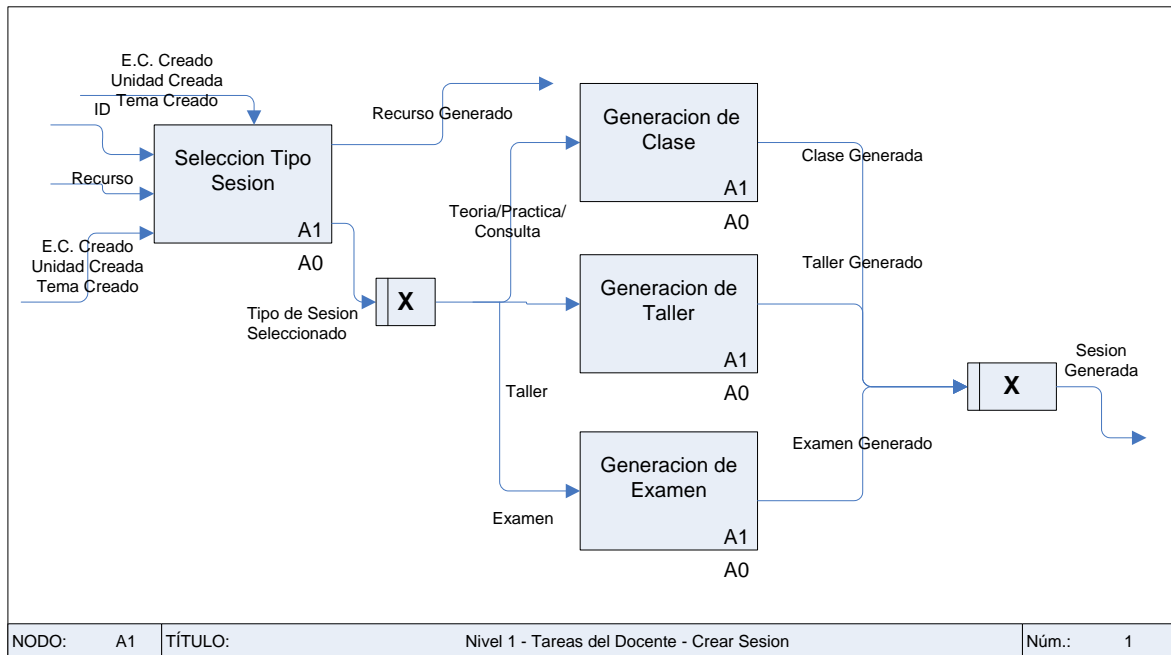 E.C. Creado
Unidad Creada
Tema Creado
ID
Recurso
E.C. Creado
Unidad Creada
Tema Creado
Seleccion Tipo
Sesion
A1
A0
Recurso Generado
Tipo de Sesion
Seleccionado
X
Teoria/Practica/
Consulta
Taller
Examen
Generacion de
Clase
A1
A0
Generacion de
Taller
A1
A0
Generacion de
Examen
A1
A0
Clase Generada
Taller Generado
Examen Generado
X
Sesion
Generada
NODO: A1 TÍTULO: Nivel 1 - Tareas del Docente - Crear Sesion Núm.: 1